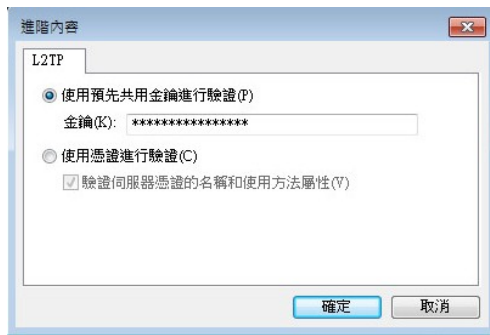 進階內容
L2TP
使用預先共用金鑰進行驗證(P)
金鑰(K): ****************
使用憑證進行驗證(C)
驗證伺服器憑證的名稱和使用方法屬性(V)
確定 取消